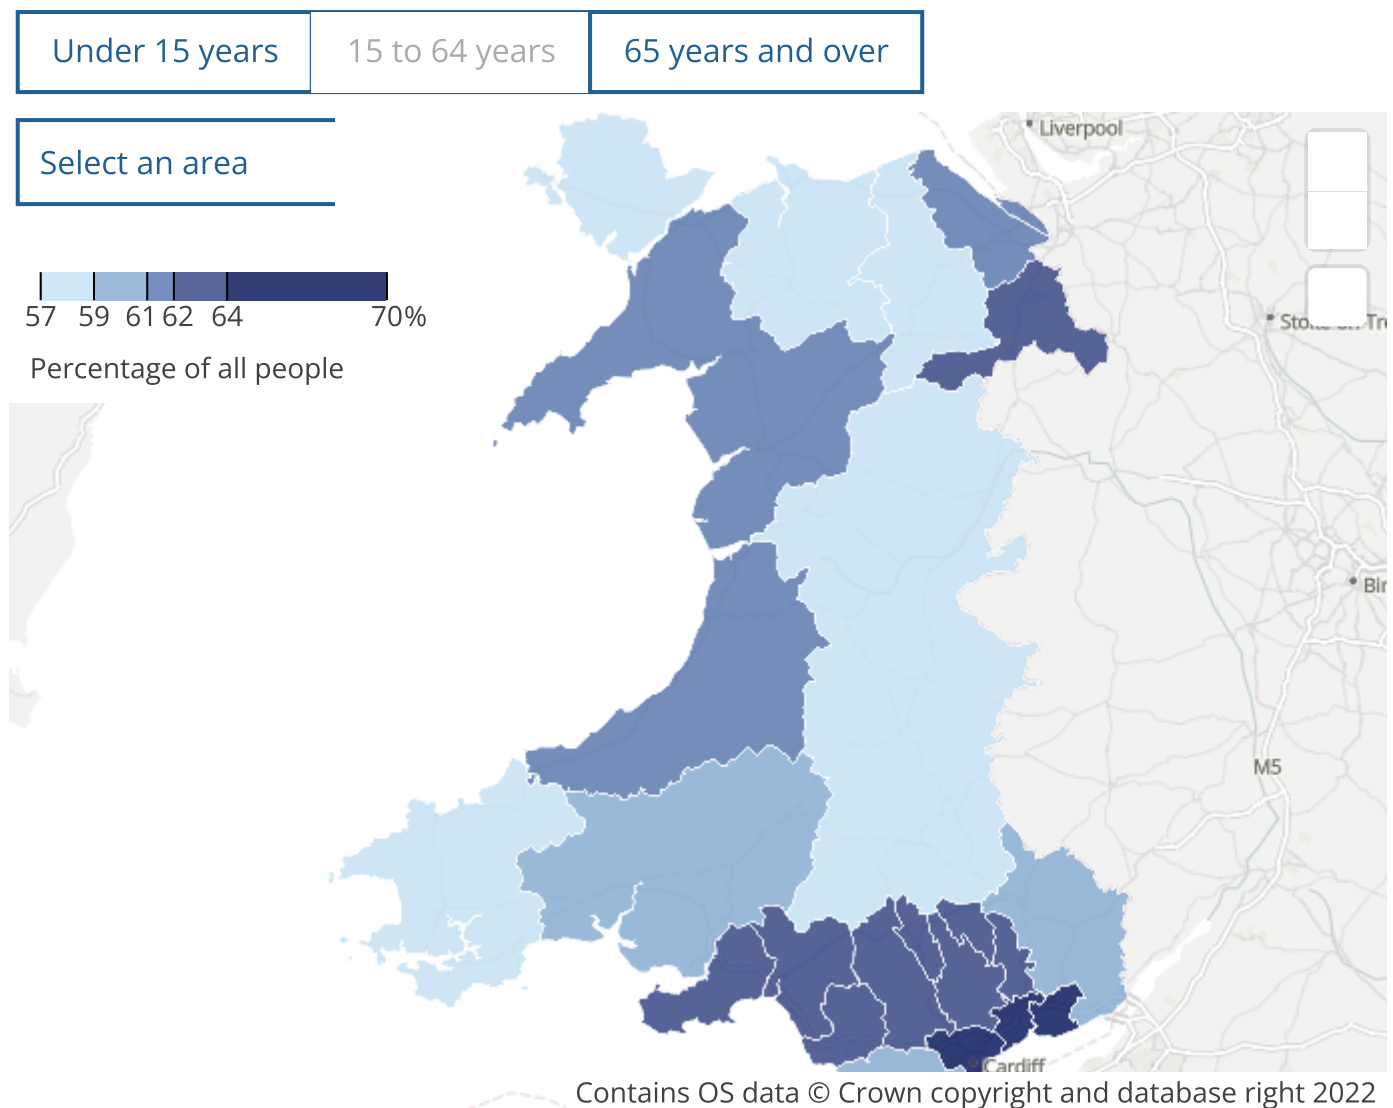 Under 15 years
15 to 64 years
65 years and over
Select an area
57 59 61 62 64 70%
Percentage of all people
Liverpool
M5
Cardiff
Contains OS data © Crown copyright and database right 2022